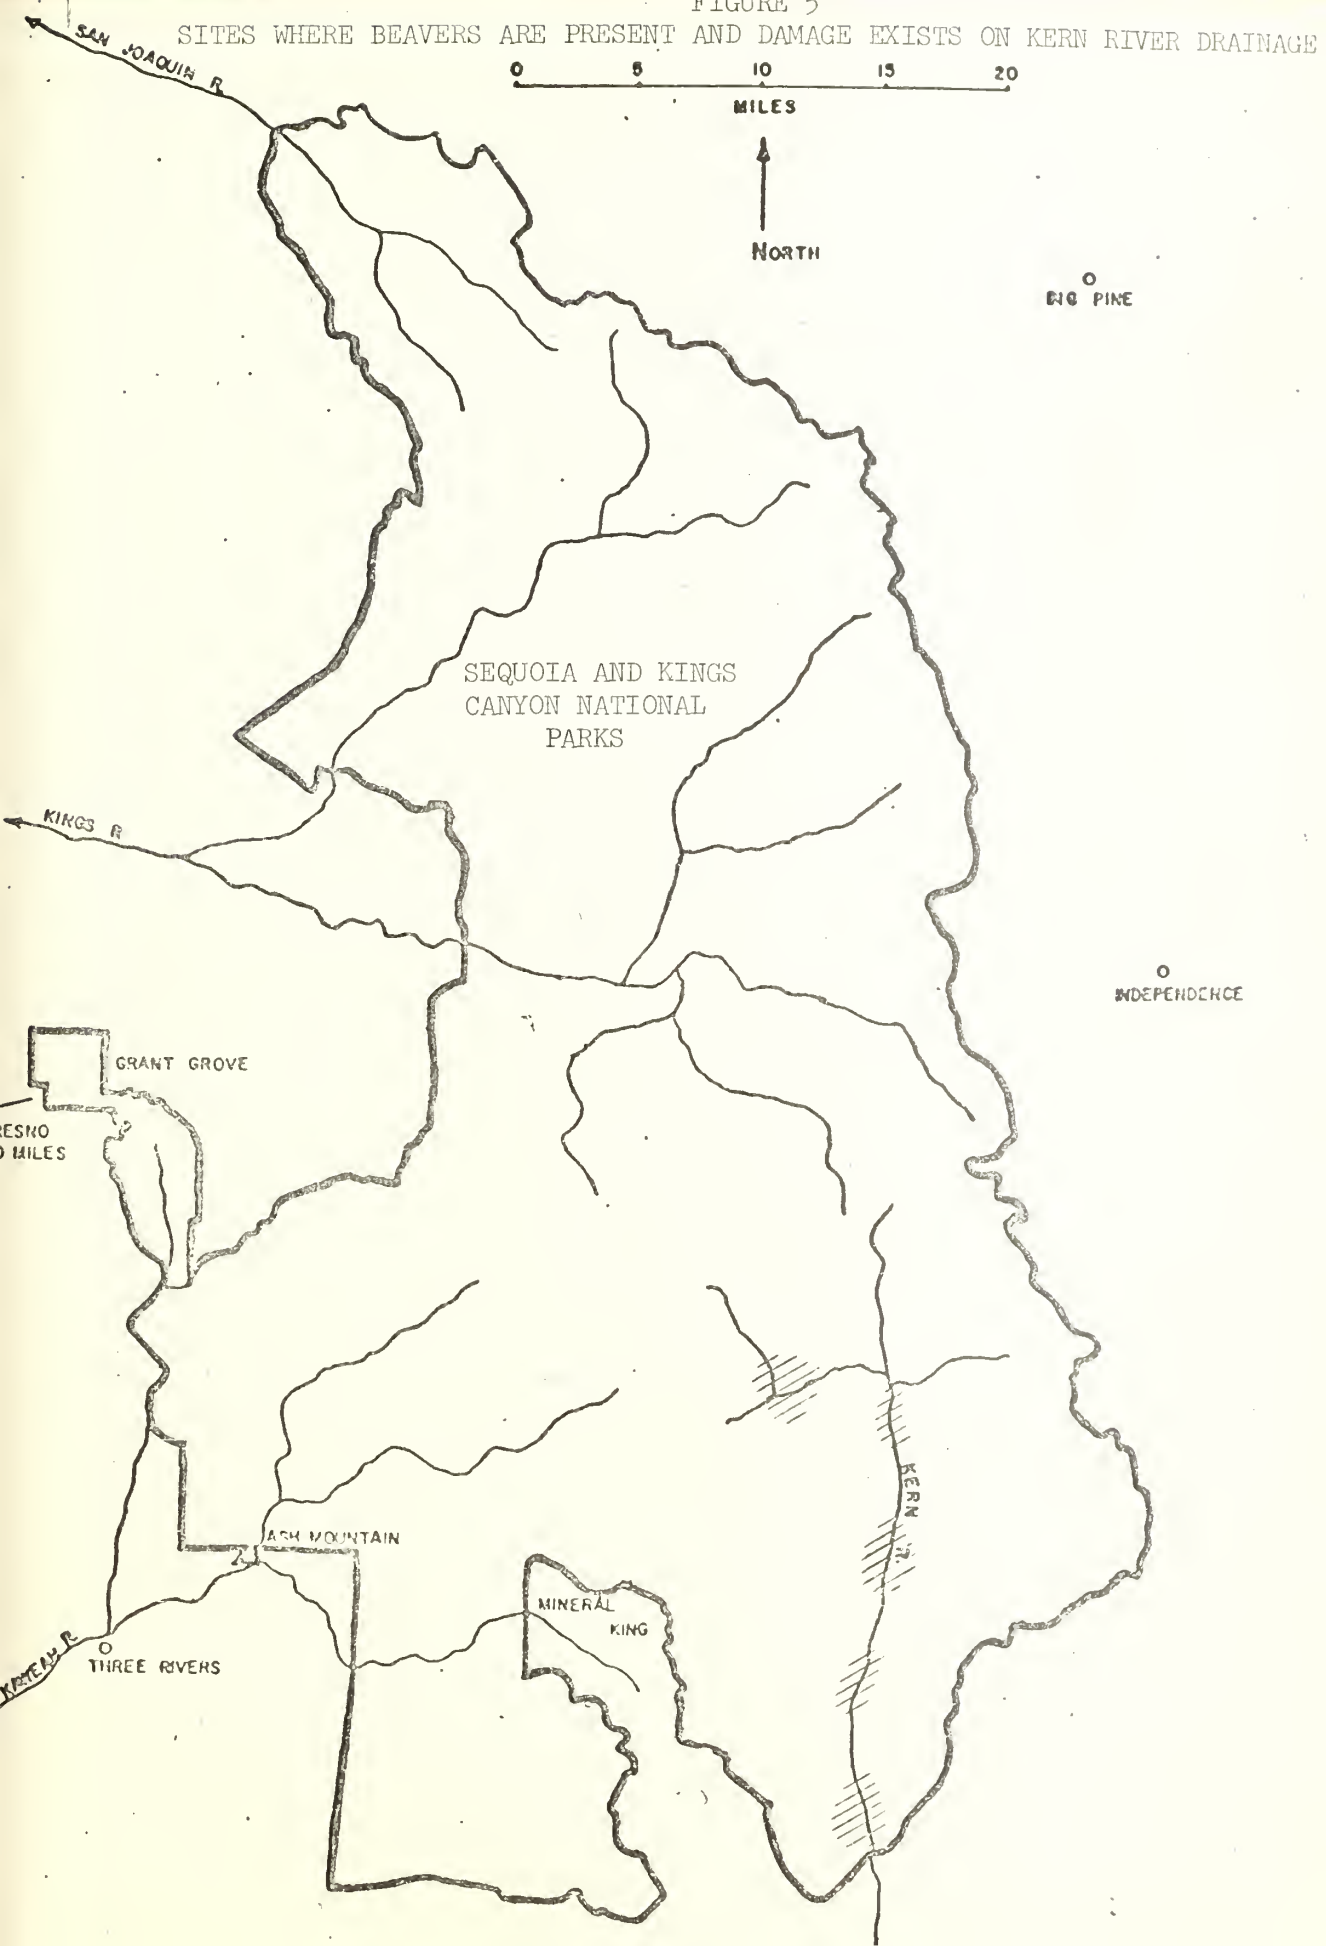 FIGURE 5
SITES WHERE BEAVERS ARE PRESENT AND DAMAGE EXISTS ON KERN RIVER DRAINAGE
0 5 10 15 20
MILES
SAN JOAQUIN R.
NORTH
BIG PINE
SEQUOIA AND KINGS
CANYON NATIONAL
PARKS
KINGS R
INDEPENDENCE
GRANT GROVE
ESNO
MILES
KERN R.
ASH MOUNTAIN
MINERAL
KING
THREE RIVERS
R